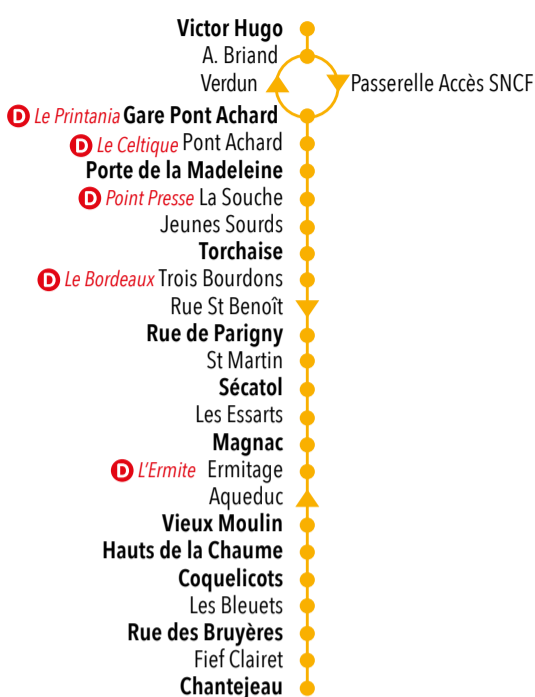 Victor Hugo
A. Briand
Verdun Passerelle Accès SNCF
D Le Printania Gare Pont Achard
D Le Celtique Pont Achard
Porte de la Madeleine
D Point Presse La Souche
Jeunes Sourds
Torchaise
D Le Bordeaux Trois Bourdons
Rue St Benoît
Rue de Parigny
St Martin
Sécatol
Les Essarts
Magnac
D L'Ermite Ermitage
Aqueduc
Vieux Moulin
Hauts de la Chaume
Coquelicots
Les Bleuets
Rue des Bruyères
Fief Clairet
Chantejeau